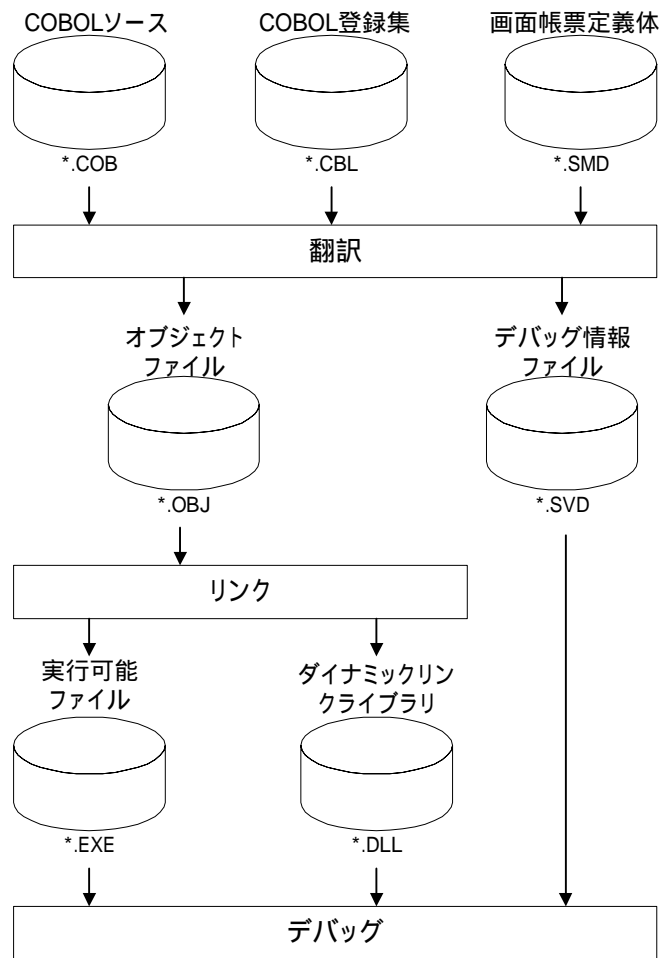 COBOLソース
COBOL登録集
画面帳票定義体
*.COB
*.CBL
*.SMD
翻訳
オブジェクト
ファイル
デバッグ情報
ファイル
*.OBJ
*.SVD
リンク
実行可能
ファイル
ダイナミックリン
クライブラリ
*.EXE
*.DLL
デバッグ